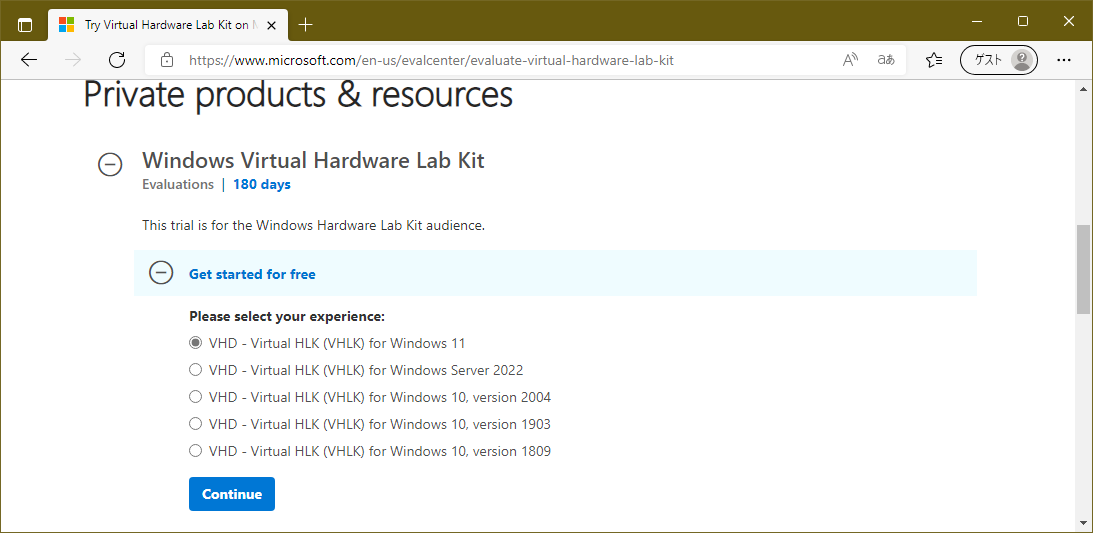 Try Virtual Hardware Lab Kit on
https://www.microsoft.com/en-us/evalcenter/evaluate-virtual-hardware-lab-kit
A
aあ
ゲスト
Private products & resources
Windows Virtual Hardware Lab Kit
Evaluations | 180 days
This trial is for the Windows Hardware Lab Kit audience.
Get started for free
Please select your experience:
VHD - Virtual HLK (VHLK) for Windows 11
VHD - Virtual HLK (VHLK) for Windows Server 2022
VHD - Virtual HLK (VHLK) for Windows 10, version 2004
VHD - Virtual HLK (VHLK) for Windows 10, version 1903
VHD - Virtual HLK (VHLK) for Windows 10, version 1809
Continue